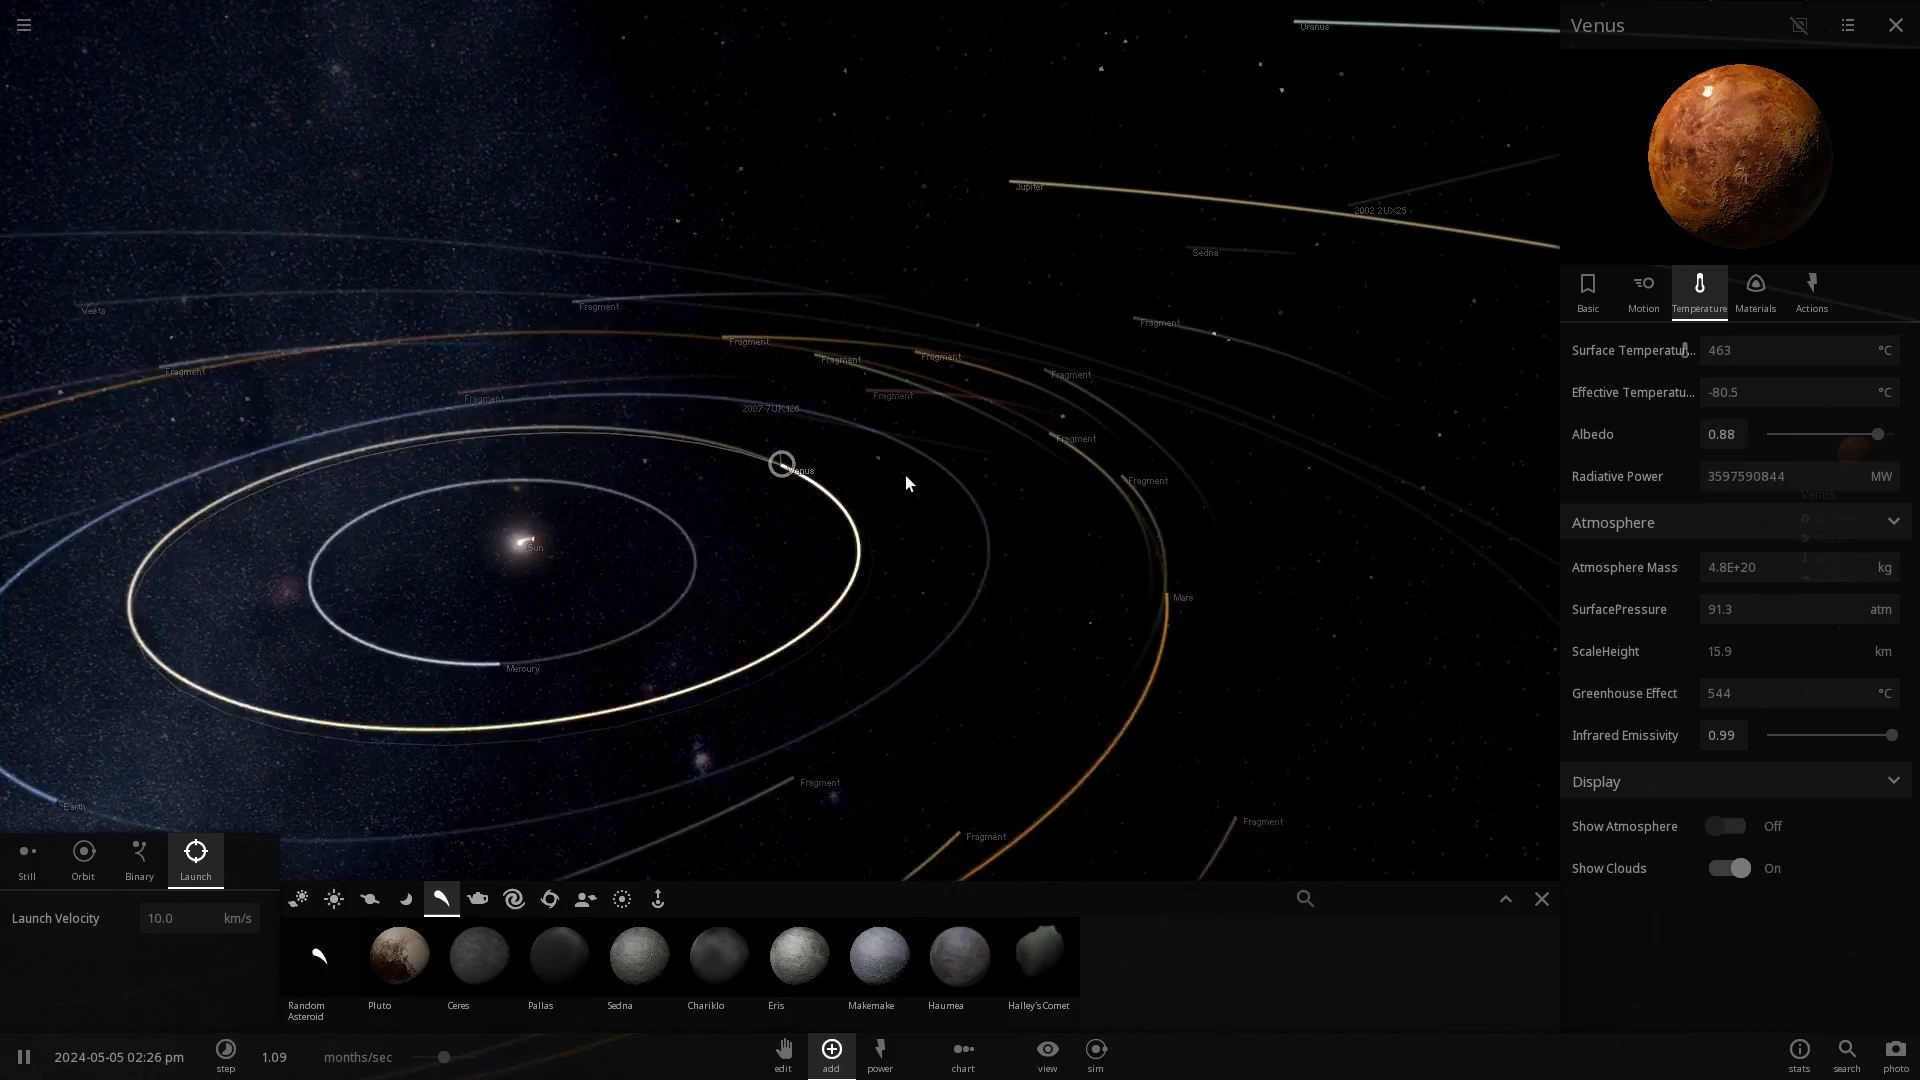 Uranus
Venus
Jupiter
2002 2UX25
Sedna
Vesta
Fragment
Fragment
Fragment
Fragment
Fragment
Fragment
Fragment
Fragment
Fragment
2007 7UK126
Fragment
Venus
Fragment
Sun
Mars
Mercury
Fragment
Earth
Fragment
Fragment
Basic
Motion
Temperature
Materials
Actions
Surface Temperatur... 463 °C
Effective Temperatu... -80.5 °C
Albedo 0.88
Radiative Power 3597590844 MW
Venus
Atmosphere
Atmosphere Mass 4.8E+20 kg
SurfacePressure 91.3 atm
ScaleHeight 15.9 km
Greenhouse Effect 544 °C
Infrared Emissivity 0.99
Display
Show Atmosphere Off
Show Clouds On
Still
Orbit
Binary
Launch
Launch Velocity 10.0 km/s
Random
Asteroid
Pluto
Ceres
Pallas
Sedna
Chariklo
Eris
Makemake
Haumea
Halley's Comet
2024-05-05 02:26 pm
step
1.09 months/sec
edit
add
power
chart
view
sim
stats
search
photo